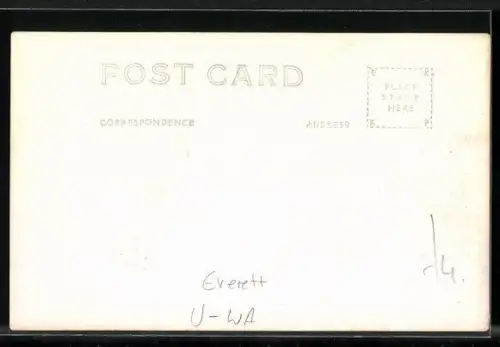 POST CARD
PLACE
STAMP
HERE
CORRESPONDENCE ADDRESS
Everett
U-WA